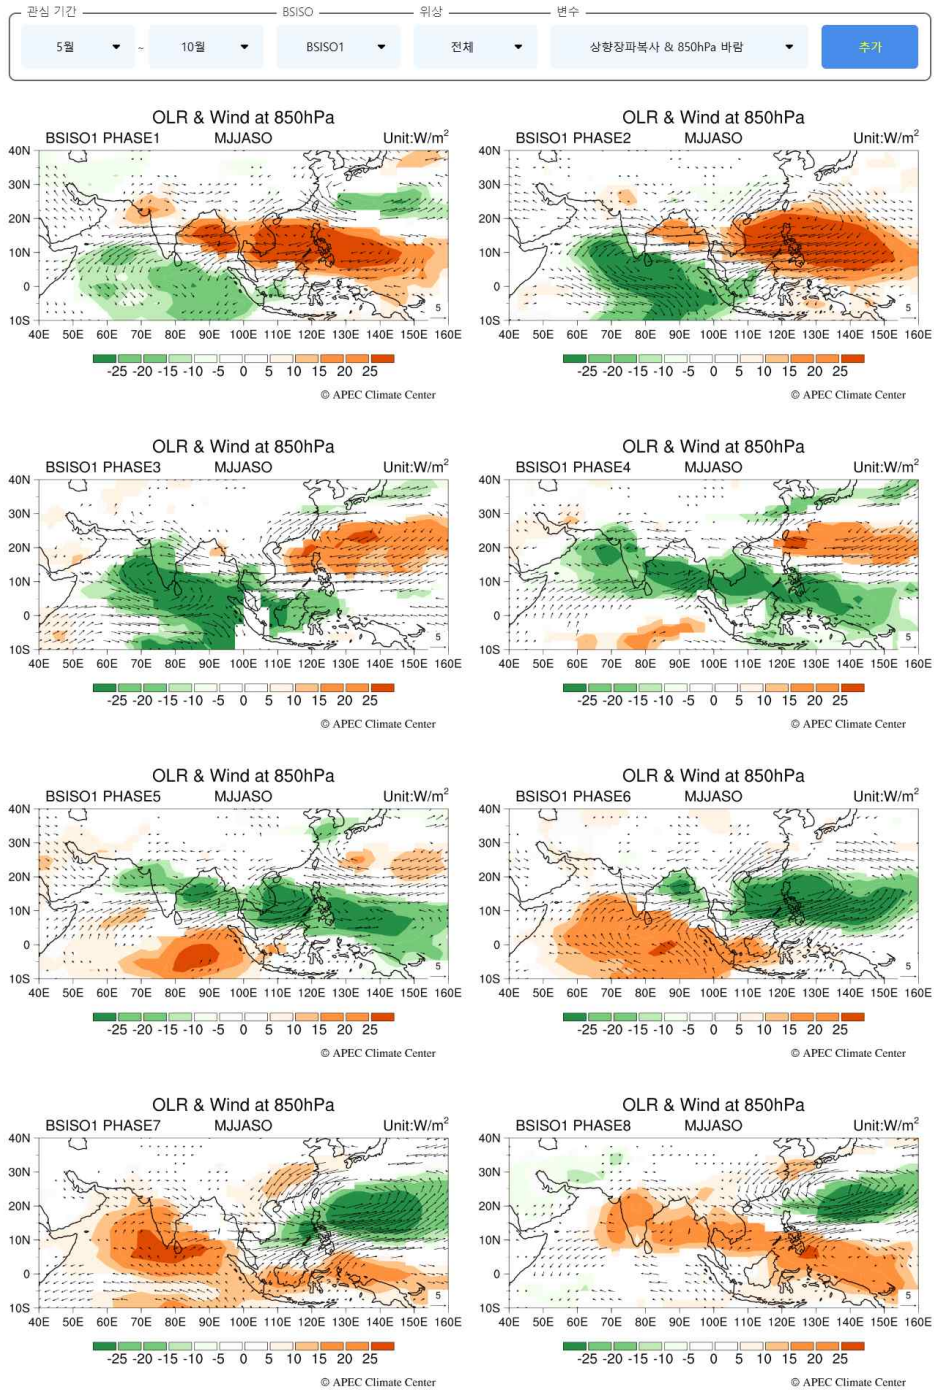 관심 기간 BSISO 위상 변수
5월 ~ 10월 BSISO1 전체 상향장파복사 & 850hPa 바람 추가
OLR & Wind at 850hPa
BSISO1 PHASE1 MJJASO Unit:W/m²
40N
30N
20N
10N
0
10S
5
40E 50E 60E 70E 80E 90E 100E 110E 120E 130E 140E 150E 160E
-25 -20 -15 -10 -5 0 5 10 15 20 25
© APEC Climate Center
OLR & Wind at 850hPa
BSISO1 PHASE2 MJJASO Unit:W/m²
40N
30N
20N
10N
0
10S
5
40E 50E 60E 70E 80E 90E 100E 110E 120E 130E 140E 150E 160E
-25 -20 -15 -10 -5 0 5 10 15 20 25
© APEC Climate Center
OLR & Wind at 850hPa
BSISO1 PHASE3 MJJASO Unit:W/m²
40N
30N
20N
10N
0
10S
5
40E 50E 60E 70E 80E 90E 100E 110E 120E 130E 140E 150E 160E
-25 -20 -15 -10 -5 0 5 10 15 20 25
© APEC Climate Center
OLR & Wind at 850hPa
BSISO1 PHASE4 MJJASO Unit:W/m²
40N
30N
20N
10N
0
10S
5
40E 50E 60E 70E 80E 90E 100E 110E 120E 130E 140E 150E 160E
-25 -20 -15 -10 -5 0 5 10 15 20 25
© APEC Climate Center
OLR & Wind at 850hPa
BSISO1 PHASE5 MJJASO Unit:W/m²
40N
30N
20N
10N
0
10S
5
40E 50E 60E 70E 80E 90E 100E 110E 120E 130E 140E 150E 160E
-25 -20 -15 -10 -5 0 5 10 15 20 25
© APEC Climate Center
OLR & Wind at 850hPa
BSISO1 PHASE6 MJJASO Unit:W/m²
40N
30N
20N
10N
0
10S
5
40E 50E 60E 70E 80E 90E 100E 110E 120E 130E 140E 150E 160E
-25 -20 -15 -10 -5 0 5 10 15 20 25
© APEC Climate Center
OLR & Wind at 850hPa
BSISO1 PHASE7 MJJASO Unit:W/m²
40N
30N
20N
10N
0
10S
5
40E 50E 60E 70E 80E 90E 100E 110E 120E 130E 140E 150E 160E
-25 -20 -15 -10 -5 0 5 10 15 20 25
© APEC Climate Center
OLR & Wind at 850hPa
BSISO1 PHASE8 MJJASO Unit:W/m²
40N
30N
20N
10N
0
10S
5
40E 50E 60E 70E 80E 90E 100E 110E 120E 130E 140E 150E 160E
-25 -20 -15 -10 -5 0 5 10 15 20 25
© APEC Climate Center